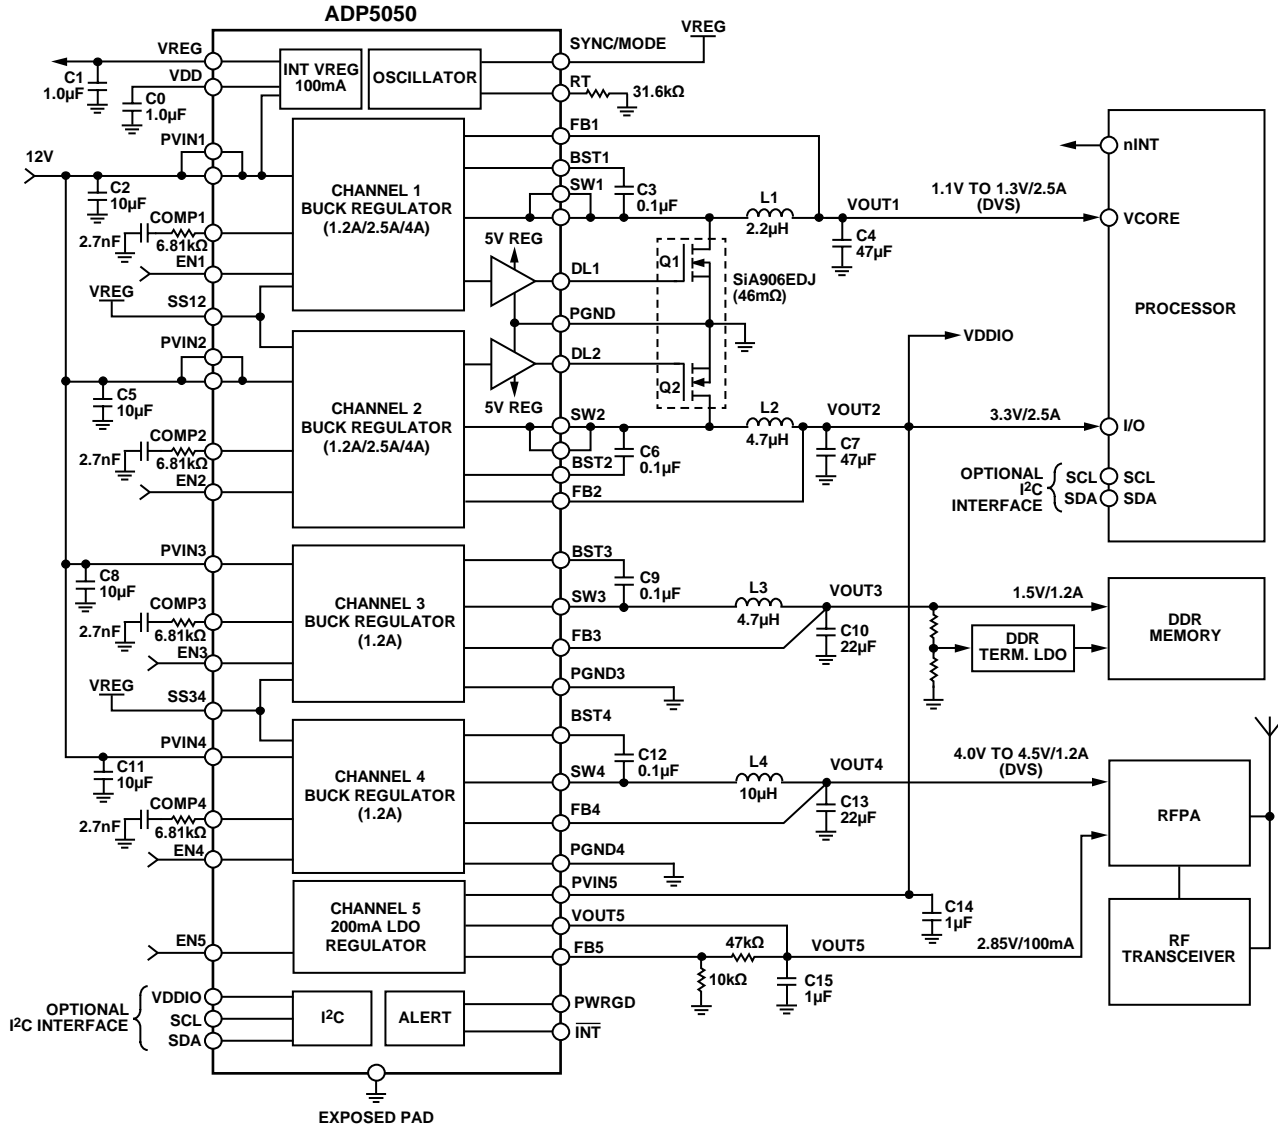 ADP5050
VREG
C1
1.0µF
VDD
C0
1.0µF
INT VREG
100mA
OSCILLATOR
SYNC/MODE
VREG
RT
31.6kΩ
12V
PVIN1
C2
10µF
COMP1
2.7nF
6.81kΩ
EN1
VREG
SS12
CHANNEL 1
BUCK REGULATOR
(1.2A/2.5A/4A)
FB1
BST1
SW1
C3
0.1µF
L1
2.2µH
VOUT1
C4
47µF
1.1V TO 1.3V/2.5A
(DVS)
5V REG
DL1
Q1
SiA906EDJ
(46mΩ)
PGND
DL2
Q2
5V REG
PVIN2
C5
10µF
COMP2
2.7nF
6.81kΩ
EN2
CHANNEL 2
BUCK REGULATOR
(1.2A/2.5A/4A)
SW2
BST2
FB2
C6
0.1µF
L2
4.7µH
VOUT2
C7
47µF
VDDIO
3.3V/2.5A
nINT
VCORE
PROCESSOR
I/O
OPTIONAL
I2C
INTERFACE
SCL
SCL
SDA
SDA
PVIN3
C8
10µF
COMP3
2.7nF
6.81kΩ
EN3
VREG
SS34
CHANNEL 3
BUCK REGULATOR
(1.2A)
BST3
SW3
FB3
PGND3
C9
0.1µF
L3
4.7µH
VOUT3
C10
22µF
1.5V/1.2A
DDR
TERM. LDO
DDR
MEMORY
PVIN4
C11
10µF
COMP4
2.7nF
6.81kΩ
EN4
CHANNEL 4
BUCK REGULATOR
(1.2A)
BST4
SW4
FB4
PGND4
C12
0.1µF
L4
10µH
VOUT4
C13
22µF
4.0V TO 4.5V/1.2A
(DVS)
RFPA
CHANNEL 5
200mA LDO
REGULATOR
EN5
PVIN5
VOUT5
FB5
47kΩ
10kΩ
VOUT5
C15
1µF
C14
1µF
2.85V/100mA
RF
TRANSCEIVER
OPTIONAL
I2C INTERFACE
VDDIO
SCL
SDA
I2C
ALERT
PWRGD
INT
EXPOSED PAD